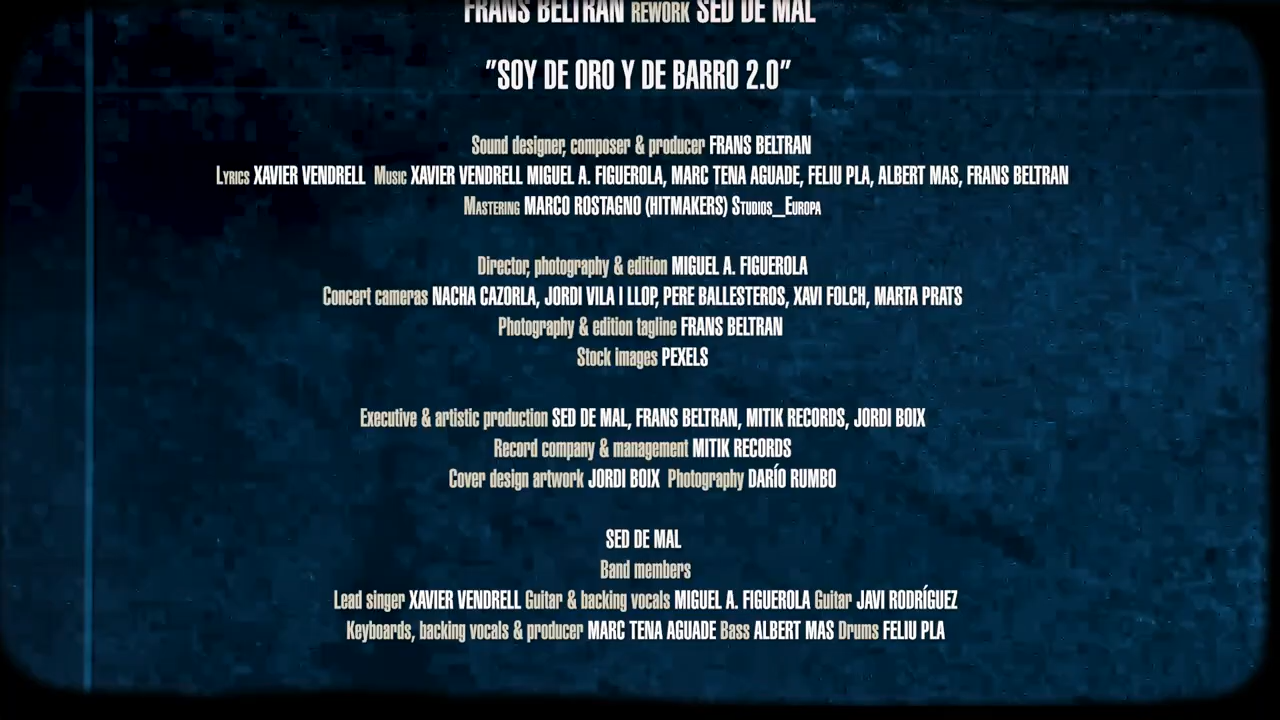 FRANS BELTRAN REWORK SED DE MAL
"SOY DE ORO Y DE BARRO 2.0"
Sound designer, composer & producer FRANS BELTRAN
Lyrics XAVIER VENDRELL Music XAVIER VENDRELL MIGUEL A. FIGUEROLA, MARC TENA AGUADE, FELIU PLA, ALBERT MAS, FRANS BELTRAN
Mastering MARCO ROSTAGNO (HITMAKERS) Studios_Europa
Director, photography & edition MIGUEL A. FIGUEROLA
Concert cameras NACHA CAZORLA, JORDI VILA I LLOP, PERE BALLESTEROS, XAVI FOLCH, MARTA PRATS
Photography & edition tagline FRANS BELTRAN
Stock images PEXELS
Executive & artistic production SED DE MAL, FRANS BELTRAN, MITIK RECORDS, JORDI BOIX
Record company & management MITIK RECORDS
Cover design artwork JORDI BOIX Photography DARÍO RUMBO
SED DE MAL
Band members
Lead singer XAVIER VENDRELL Guitar & backing vocals MIGUEL A. FIGUEROLA Guitar JAVI RODRÍGUEZ
Keyboards, backing vocals & producer MARC TENA AGUADE Bass ALBERT MAS Drums FELIU PLA